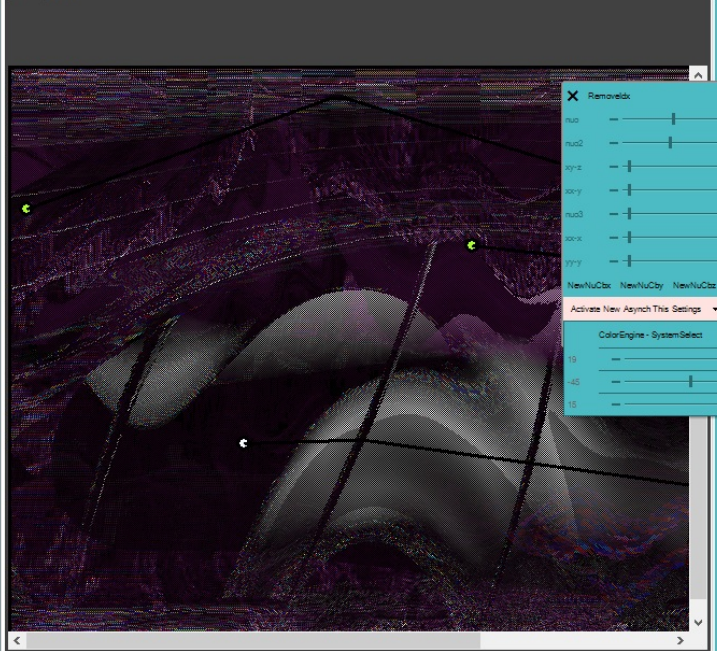 RemoveIdx
nuo
nuo2
xy-z
xx-y
nuo3
xx-x
yy-y
NewNuCbx NewNuCby NewNuCbz
Activate New Asynch This Settings
ColorEngine - SystemSelect
19
-45
15